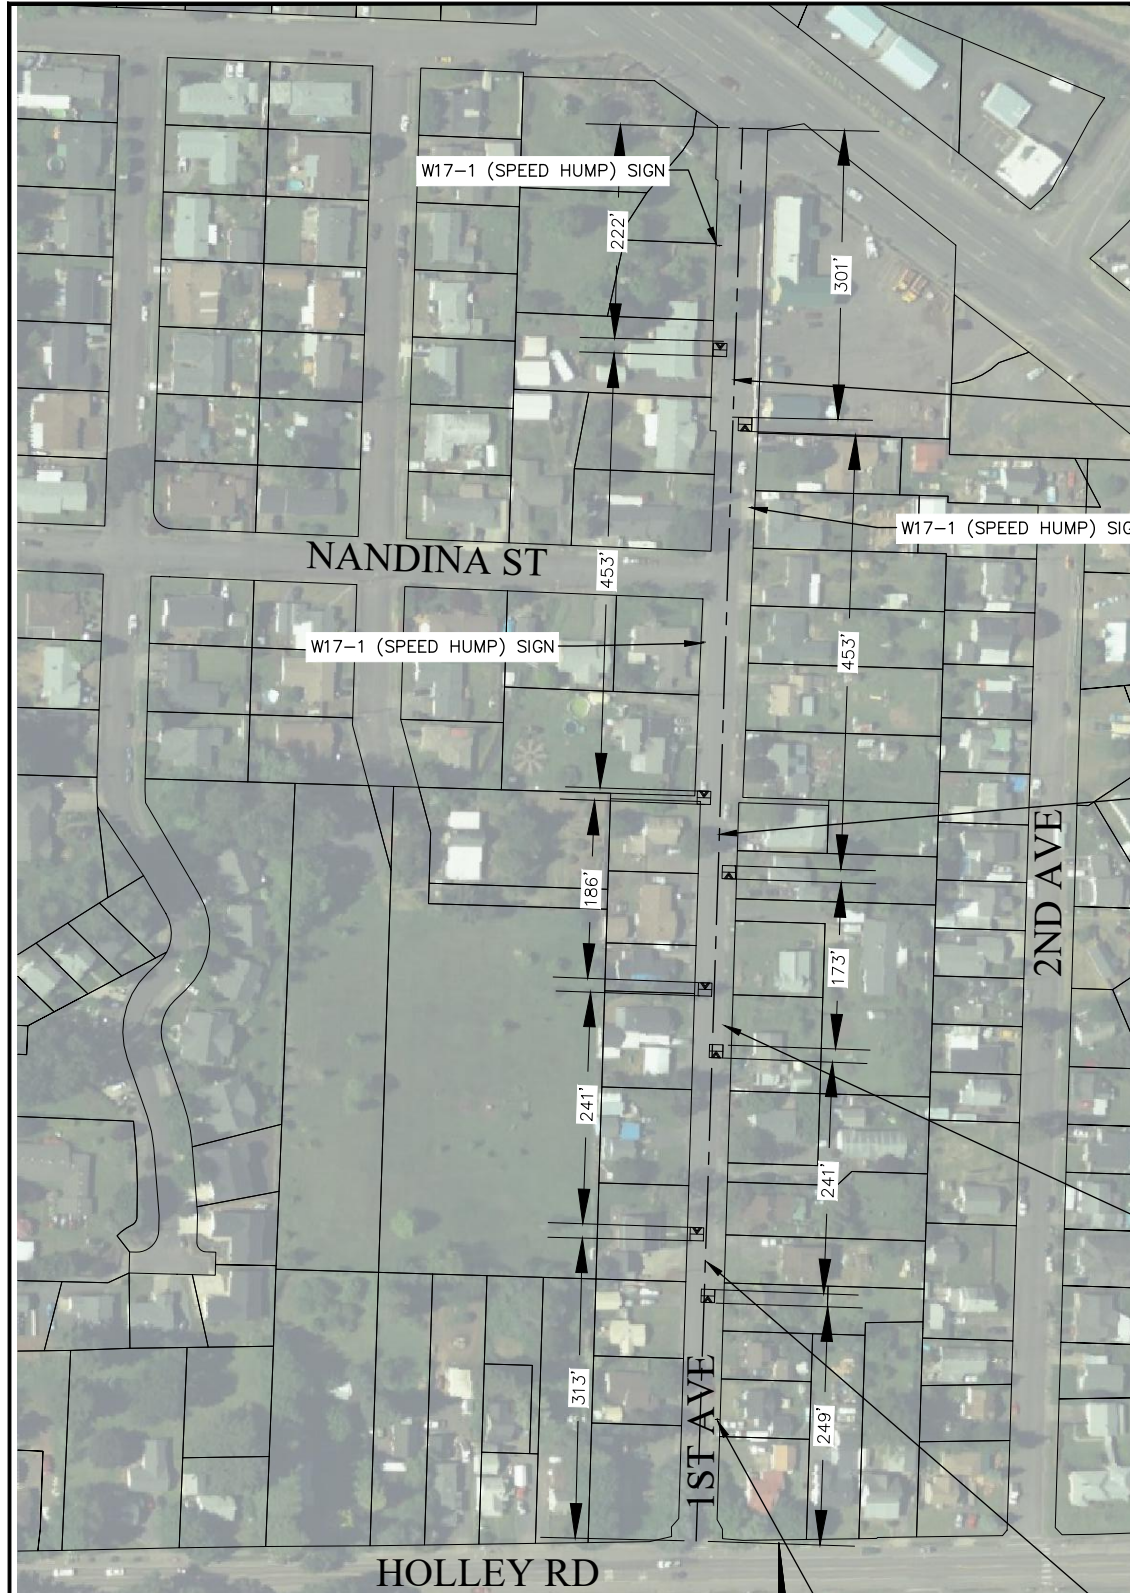 W17-1 (SPEED HUMP) SIGN
222'
301'
W17-1 (SPEED HUMP) SIG
NANDINA ST
453'
W17-1 (SPEED HUMP) SIGN
453'
2ND AVE
186'
173'
241'
241'
313'
1ST AVE
249'
HOLLEY RD